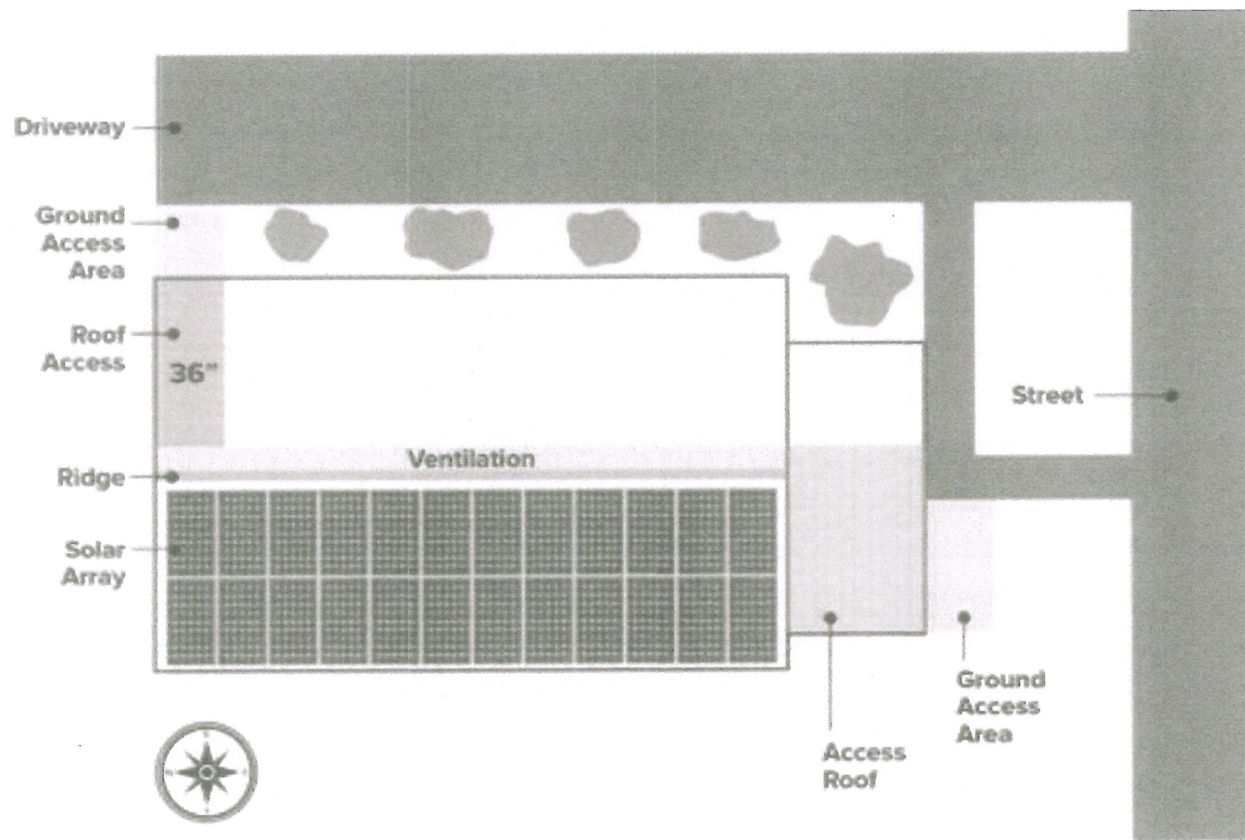 Driveway
Ground
Access
Area
Roof
Access
36"
Street
Ventilation
Ridge
Solar
Array
Ground
Access
Area
Access
Roof